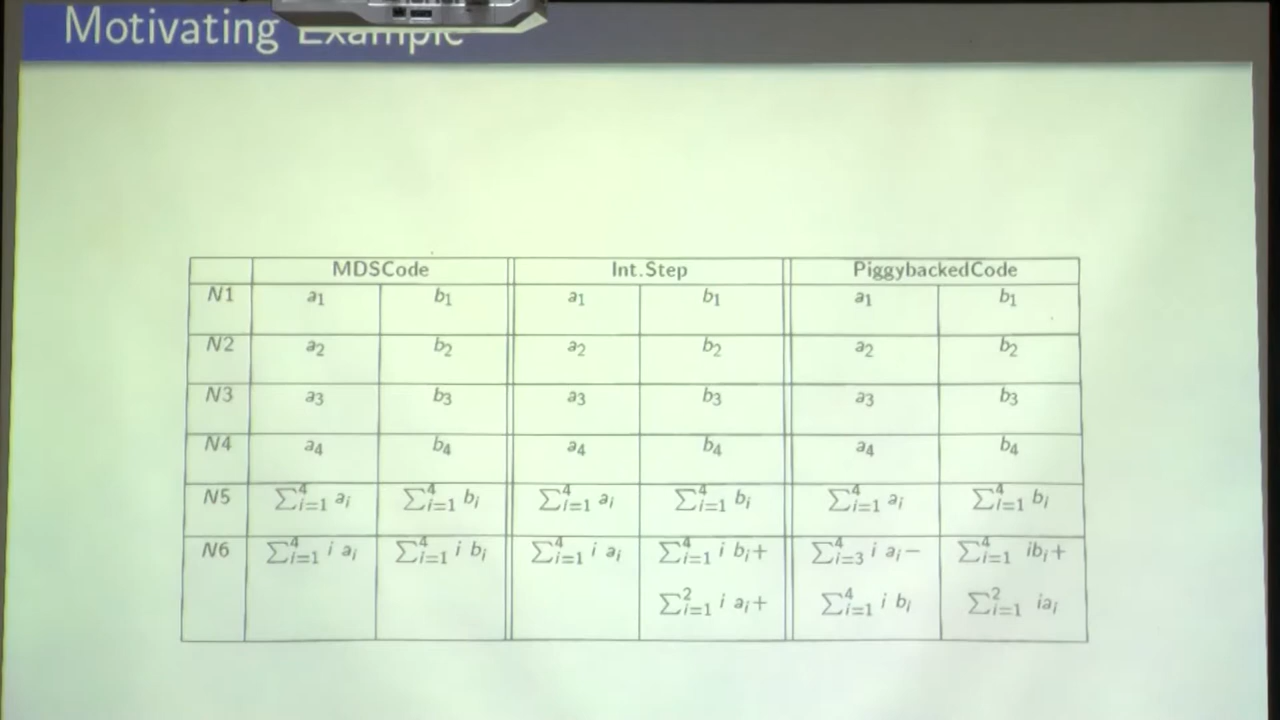 Motivating Example
MDSCode Int.Step PiggybackedCode
N1 a1 b1 a1 b1 a1 b1
N2 a2 b2 a2 b2 a2 b2
N3 a3 b3 a3 b3 a3 b3
N4 a4 b4 a4 b4 a4 b4
N5 ∑⁴ᵢ₌₁ aᵢ ∑⁴ᵢ₌₁ bᵢ ∑⁴ᵢ₌₁ aᵢ ∑⁴ᵢ₌₁ bᵢ ∑⁴ᵢ₌₁ aᵢ ∑⁴ᵢ₌₁ bᵢ
N6 ∑⁴ᵢ₌₁ i aᵢ ∑⁴ᵢ₌₁ i bᵢ ∑⁴ᵢ₌₁ i aᵢ ∑⁴ᵢ₌₁ i bᵢ+ ∑⁴ᵢ₌₃ i aᵢ− ∑⁴ᵢ₌₁ ibᵢ+
∑²ᵢ₌₁ i aᵢ+ ∑⁴ᵢ₌₁ i bᵢ ∑²ᵢ₌₁ iaᵢ